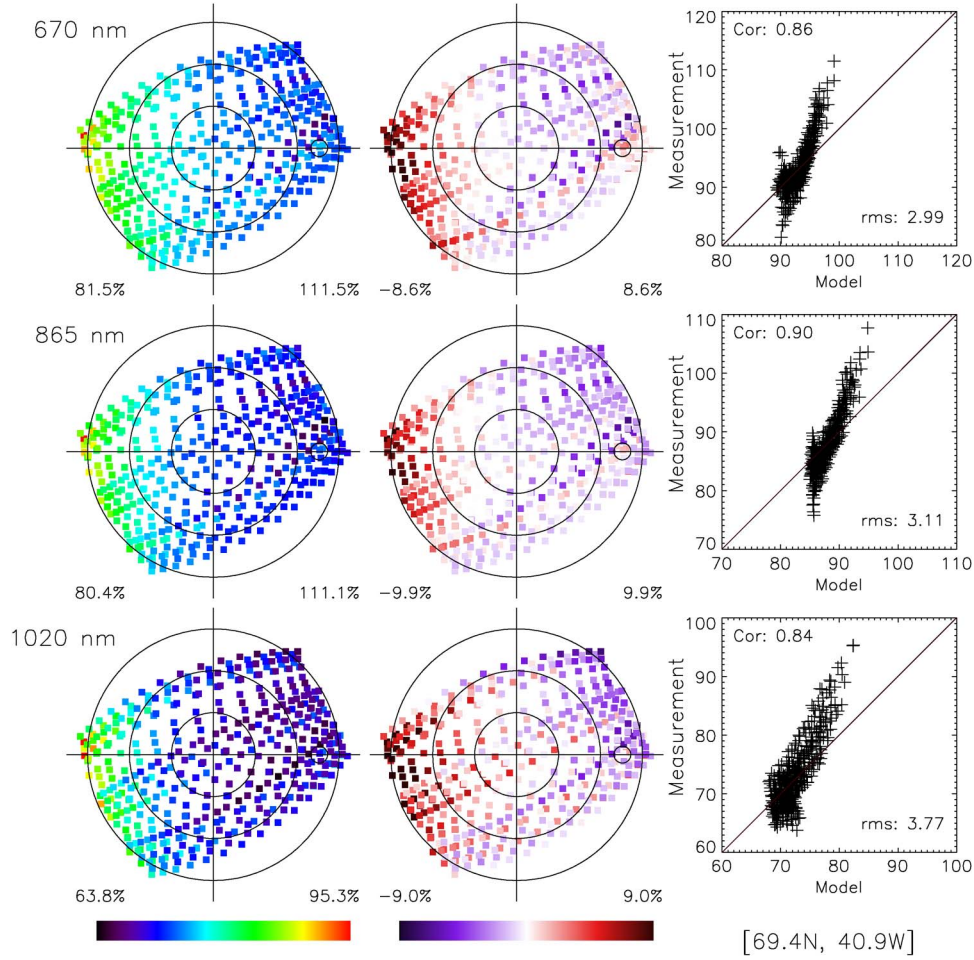 670 nm
81.5%
111.5%
−8.6%
8.6%
Measurement
120
110
100
90
80
Cor: 0.86
rms: 2.99
80 90 100 110 120
Model
865 nm
80.4%
111.1%
−9.9%
9.9%
Measurement
110
100
90
80
70
Cor: 0.90
rms: 3.11
70 80 90 100 110
Model
1020 nm
63.8%
95.3%
−9.0%
9.0%
Measurement
100
90
80
70
60
Cor: 0.84
rms: 3.77
60 70 80 90 100
Model
[69.4N, 40.9W]